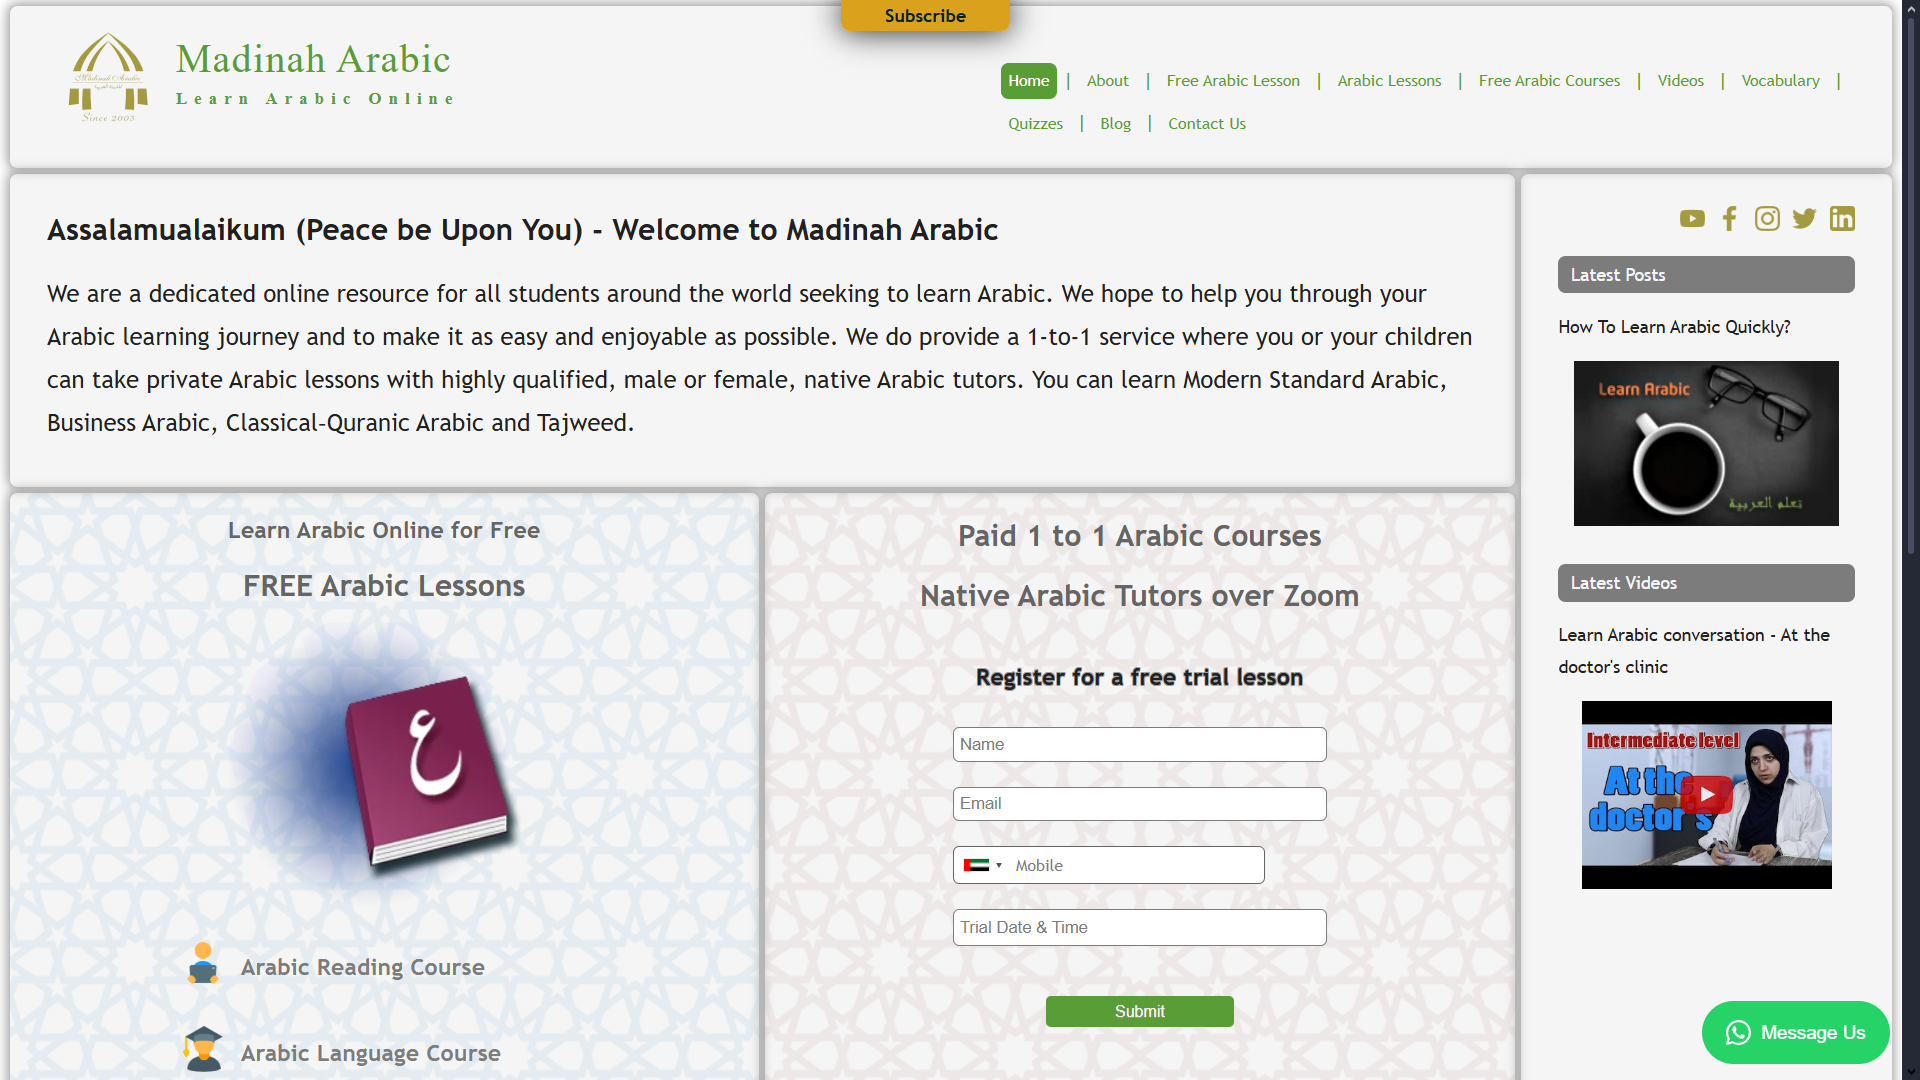 Subscribe
Madinah Arabic
Learn Arabic Online
Madinah Arabic
Since 2003
Home | About | Free Arabic Lesson | Arabic Lessons | Free Arabic Courses | Videos | Vocabulary |
Quizzes | Blog | Contact Us
Assalamualaikum (Peace be Upon You) - Welcome to Madinah Arabic
We are a dedicated online resource for all students around the world seeking to learn Arabic. We hope to help you through your
Arabic learning journey and to make it as easy and enjoyable as possible. We do provide a 1-to-1 service where you or your children
can take private Arabic lessons with highly qualified, male or female, native Arabic tutors. You can learn Modern Standard Arabic,
Business Arabic, Classical-Quranic Arabic and Tajweed.
Learn Arabic Online for Free
FREE Arabic Lessons
ع
Arabic Reading Course
Arabic Language Course
Paid 1 to 1 Arabic Courses
Native Arabic Tutors over Zoom
Register for a free trial lesson
Name
Email
Mobile
Trial Date & Time
Submit
Latest Posts
How To Learn Arabic Quickly?
Learn Arabic
تعلم العربية
Latest Videos
Learn Arabic conversation - At the
doctor's clinic
Intermediate level
At the
doctor's
Message Us